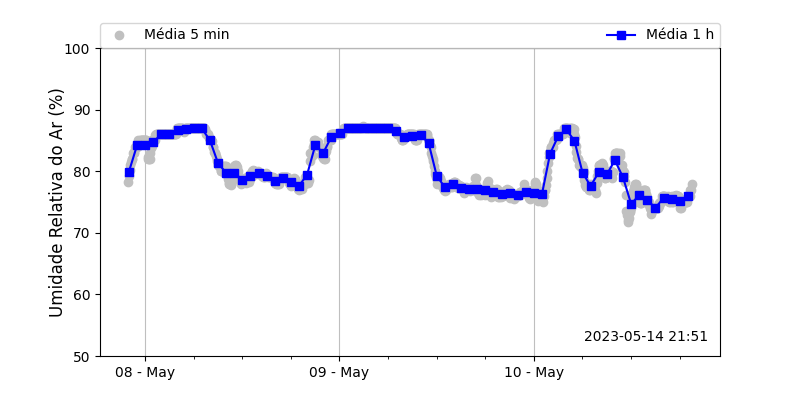 Média 5 min
Média 1 h
Umidade Relativa do Ar (%)
100
90
80
70
60
50
2023-05-14 21:51
08 - May
09 - May
10 - May